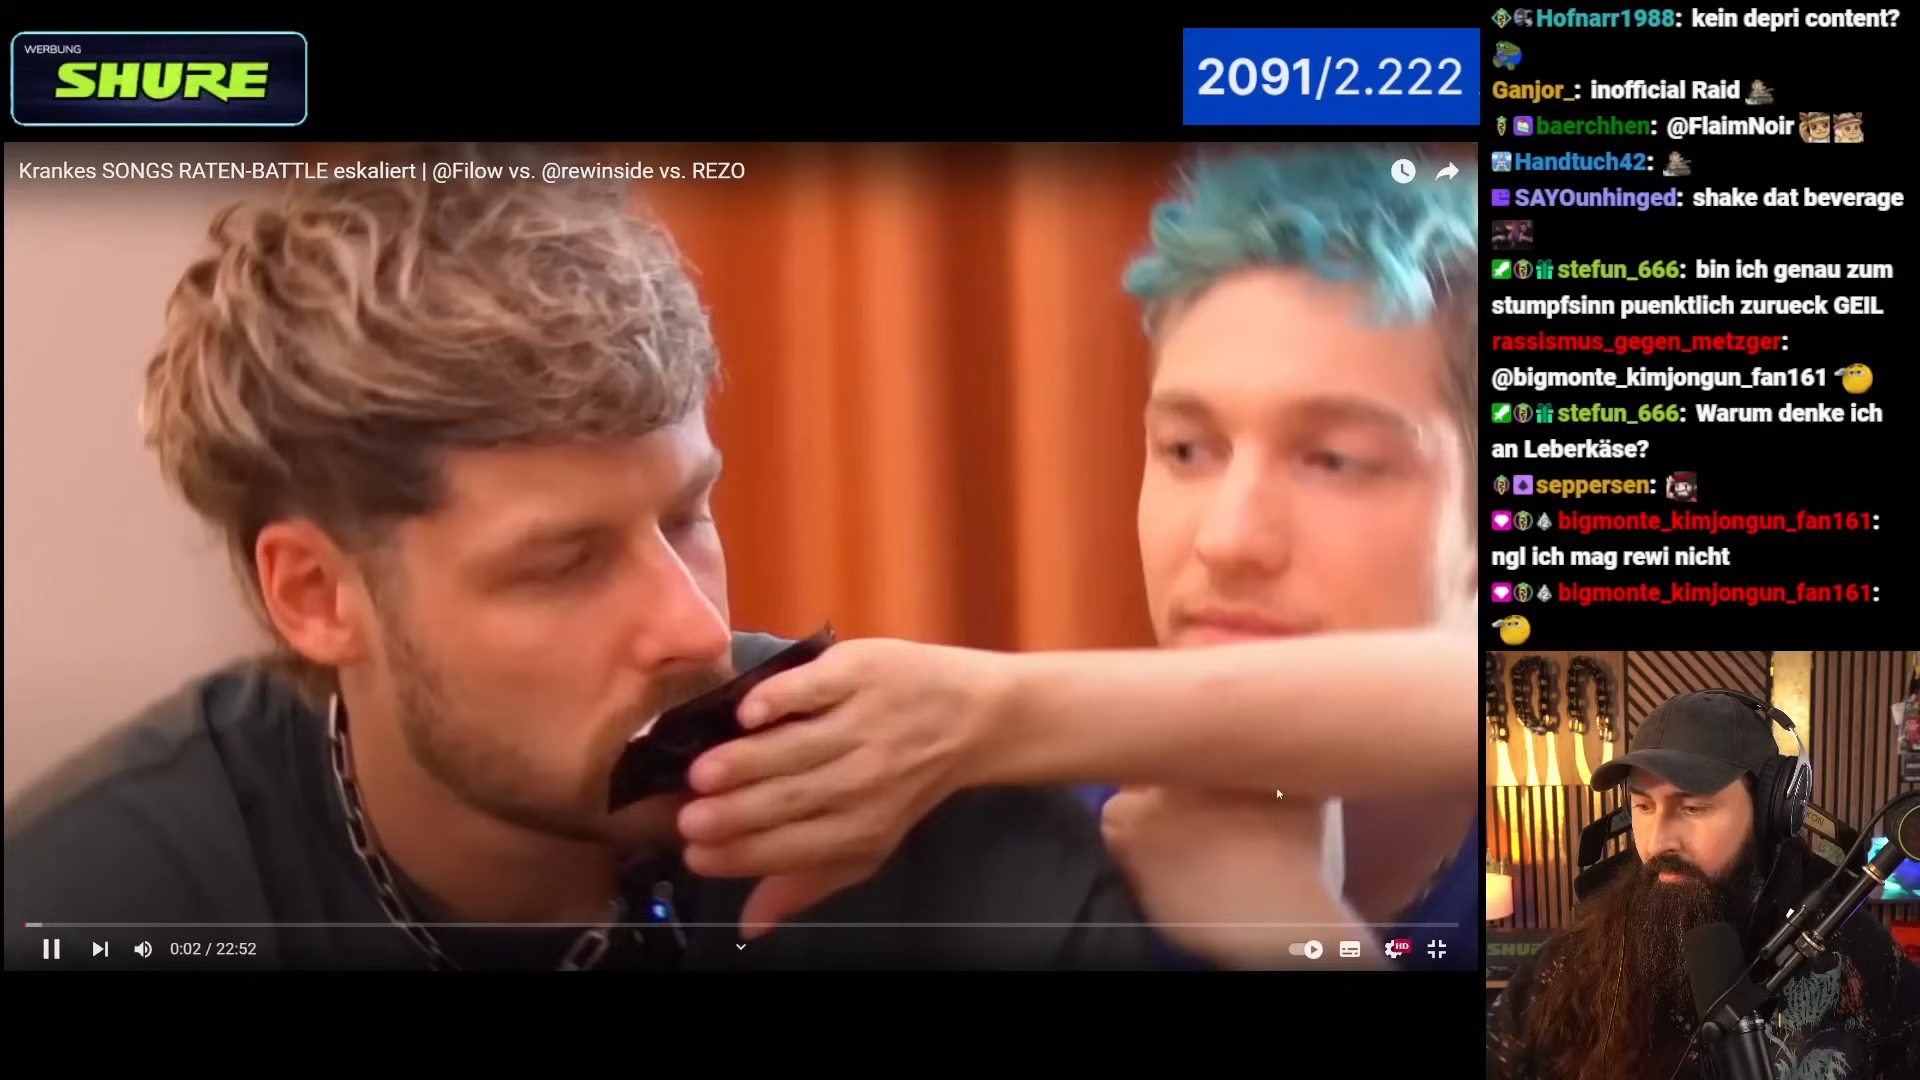 WERBUNG
SHURE
2091/2.222
Krankes SONGS RATEN-BATTLE eskaliert | @Filow vs. @rewinside vs. REZO
0:02 / 22:52
HD
Hofnarr1988: kein depri content?
Ganjor_: inofficial Raid
baerchhen: @FlaimNoir
Handtuch42:
SAYOunhinged: shake dat beverage
stefun_666: bin ich genau zum
stumpfsinn puenktlich zurueck GEIL
rassismus_gegen_metzger:
@bigmonte_kimjongun_fan161
stefun_666: Warum denke ich
an Leberkäse?
seppersen:
bigmonte_kimjongun_fan161:
ngl ich mag rewi nicht
bigmonte_kimjongun_fan161:
SHURE